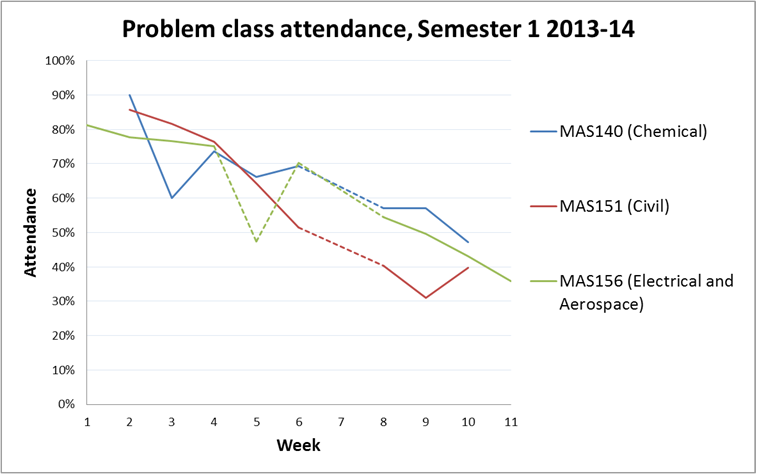 Problem class attendance, Semester 1 2013-14
100%
90%
80%
70%
60%
50%
40%
30%
20%
10%
0%
Attendance
1 2 3 4 5 6 7 8 9 10 11
Week
MAS140 (Chemical)
MAS151 (Civil)
MAS156 (Electrical and
Aerospace)